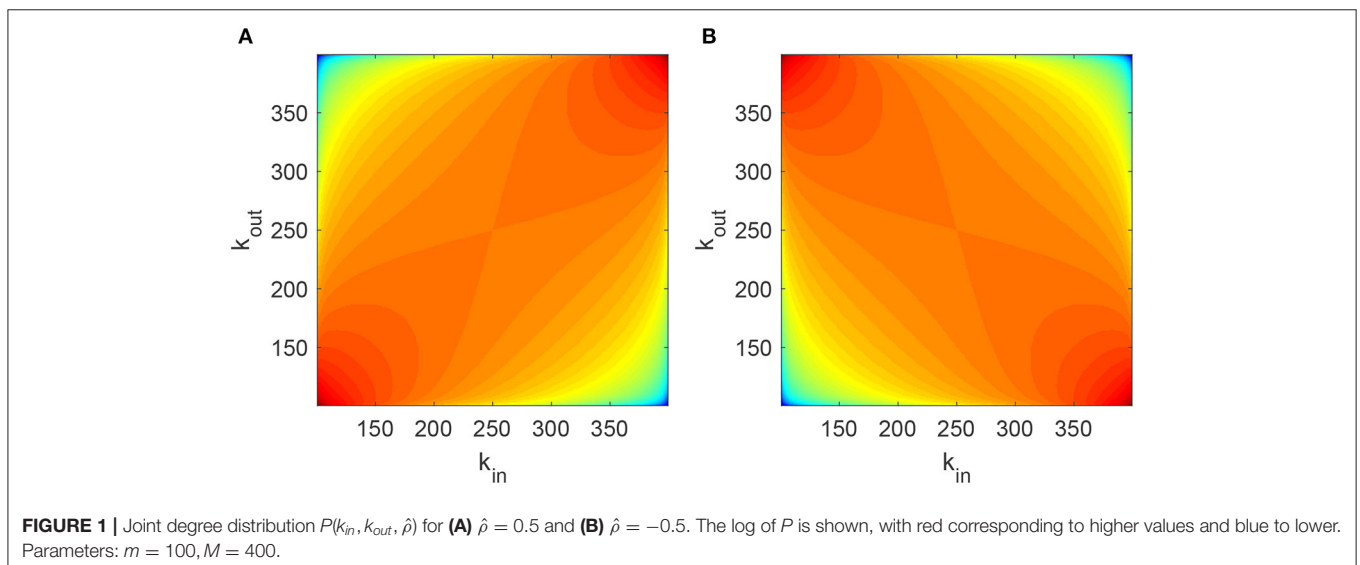 A
B
350
300
250
200
150
k_out
150 200 250 300 350
k_in
350
300
250
200
150
k_out
150 200 250 300 350
k_in
FIGURE 1 | Joint degree distribution P(k_in, k_out, ρ̂) for (A) ρ̂ = 0.5 and (B) ρ̂ = −0.5. The log of P is shown, with red corresponding to higher values and blue to lower.
Parameters: m = 100, M = 400.